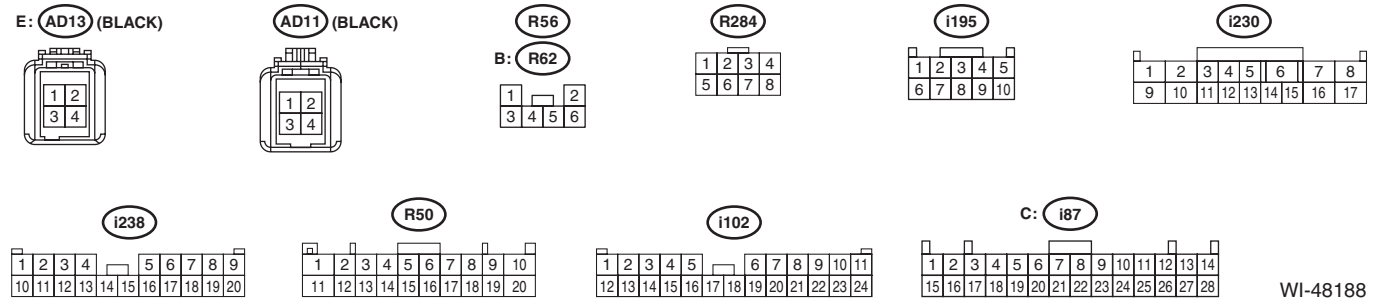 E: AD13 (BLACK)
AD11 (BLACK)
R56
B: R62
R284
i195
i230
1 2
3 4
1 2
3 4
1 2
3 4 5 6
1 2 3 4
5 6 7 8
1 2 3 4 5
6 7 8 9 10
1 2 3 4 5 6 7 8
9 10 11 12 13 14 15 16 17
i238
R50
i102
C: i87
1 2 3 4 5 6 7 8 9
10 11 12 13 14 15 16 17 18 19 20
1 2 3 4 5 6 7 8 9 10
11 12 13 14 15 16 17 18 19 20
1 2 3 4 5 6 7 8 9 10 11
12 13 14 15 16 17 18 19 20 21 22 23 24
1 2 3 4 5 6 7 8 9 10 11 12 13 14
15 16 17 18 19 20 21 22 23 24 25 26 27 28
WI-48188